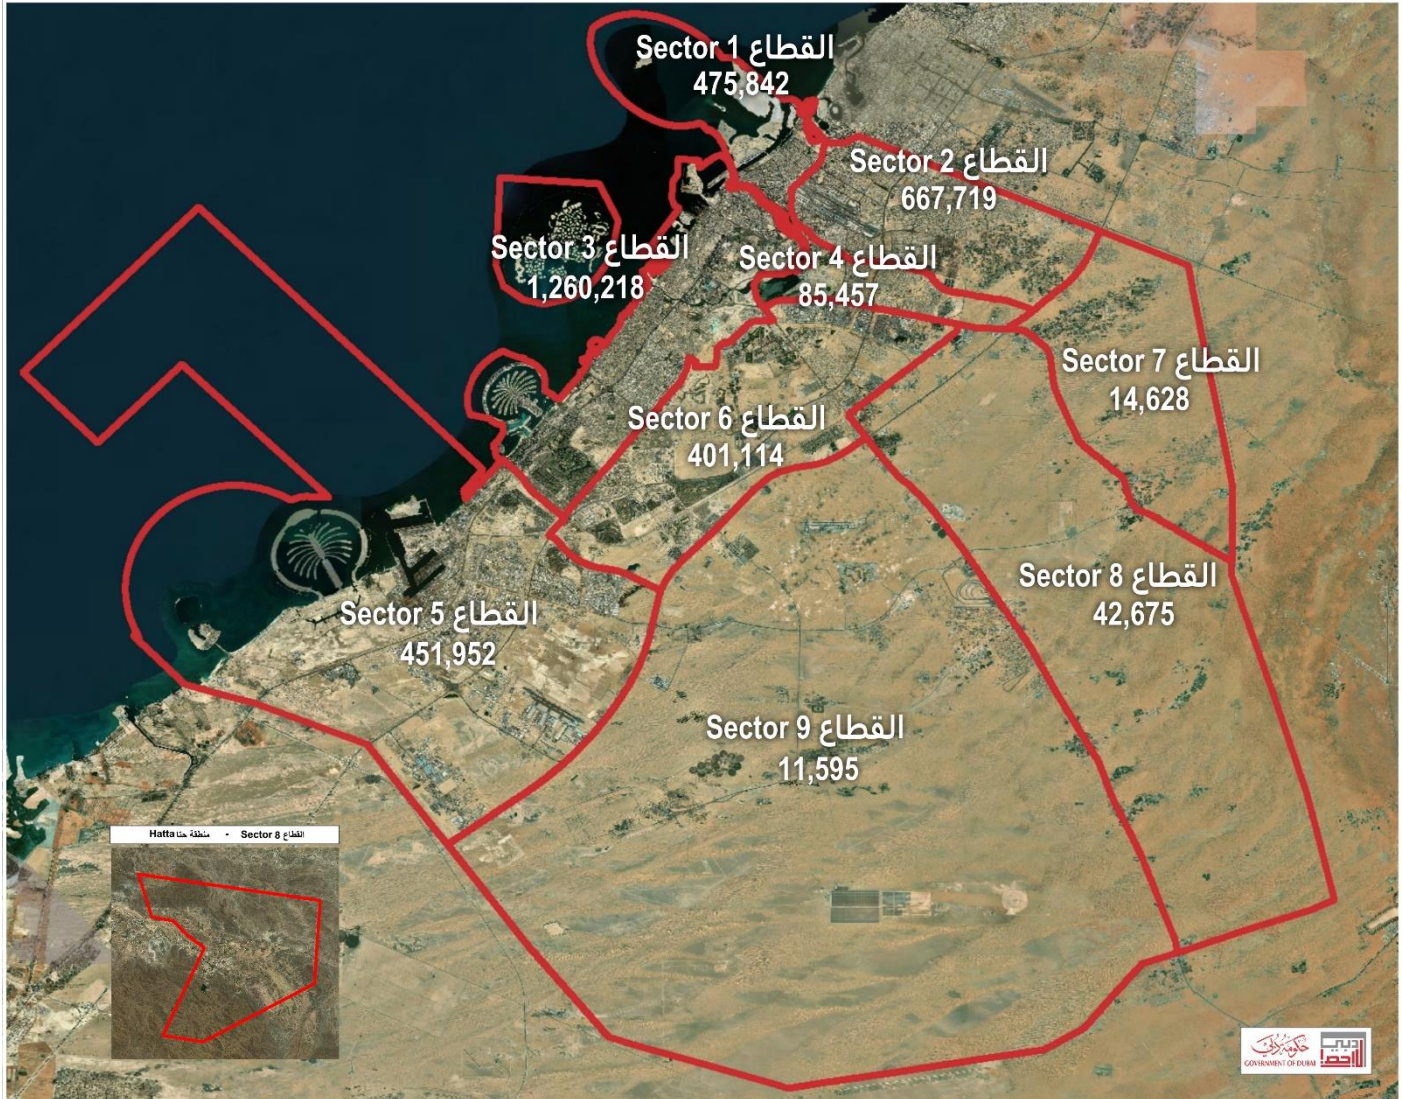 Sector 1 القطاع
475,842
Sector 2 القطاع
667,719
Sector 3 القطاع
1,260,218
Sector 4 القطاع
85,457
Sector 7 القطاع
14,628
Sector 6 القطاع
401,114
Sector 8 القطاع
42,675
Sector 5 القطاع
451,952
Sector 9 القطاع
11,595
Hatta منطقة حتا - Sector 8 القطاع
حكومة دبي
GOVERNMENT OF DUBAI
دبي